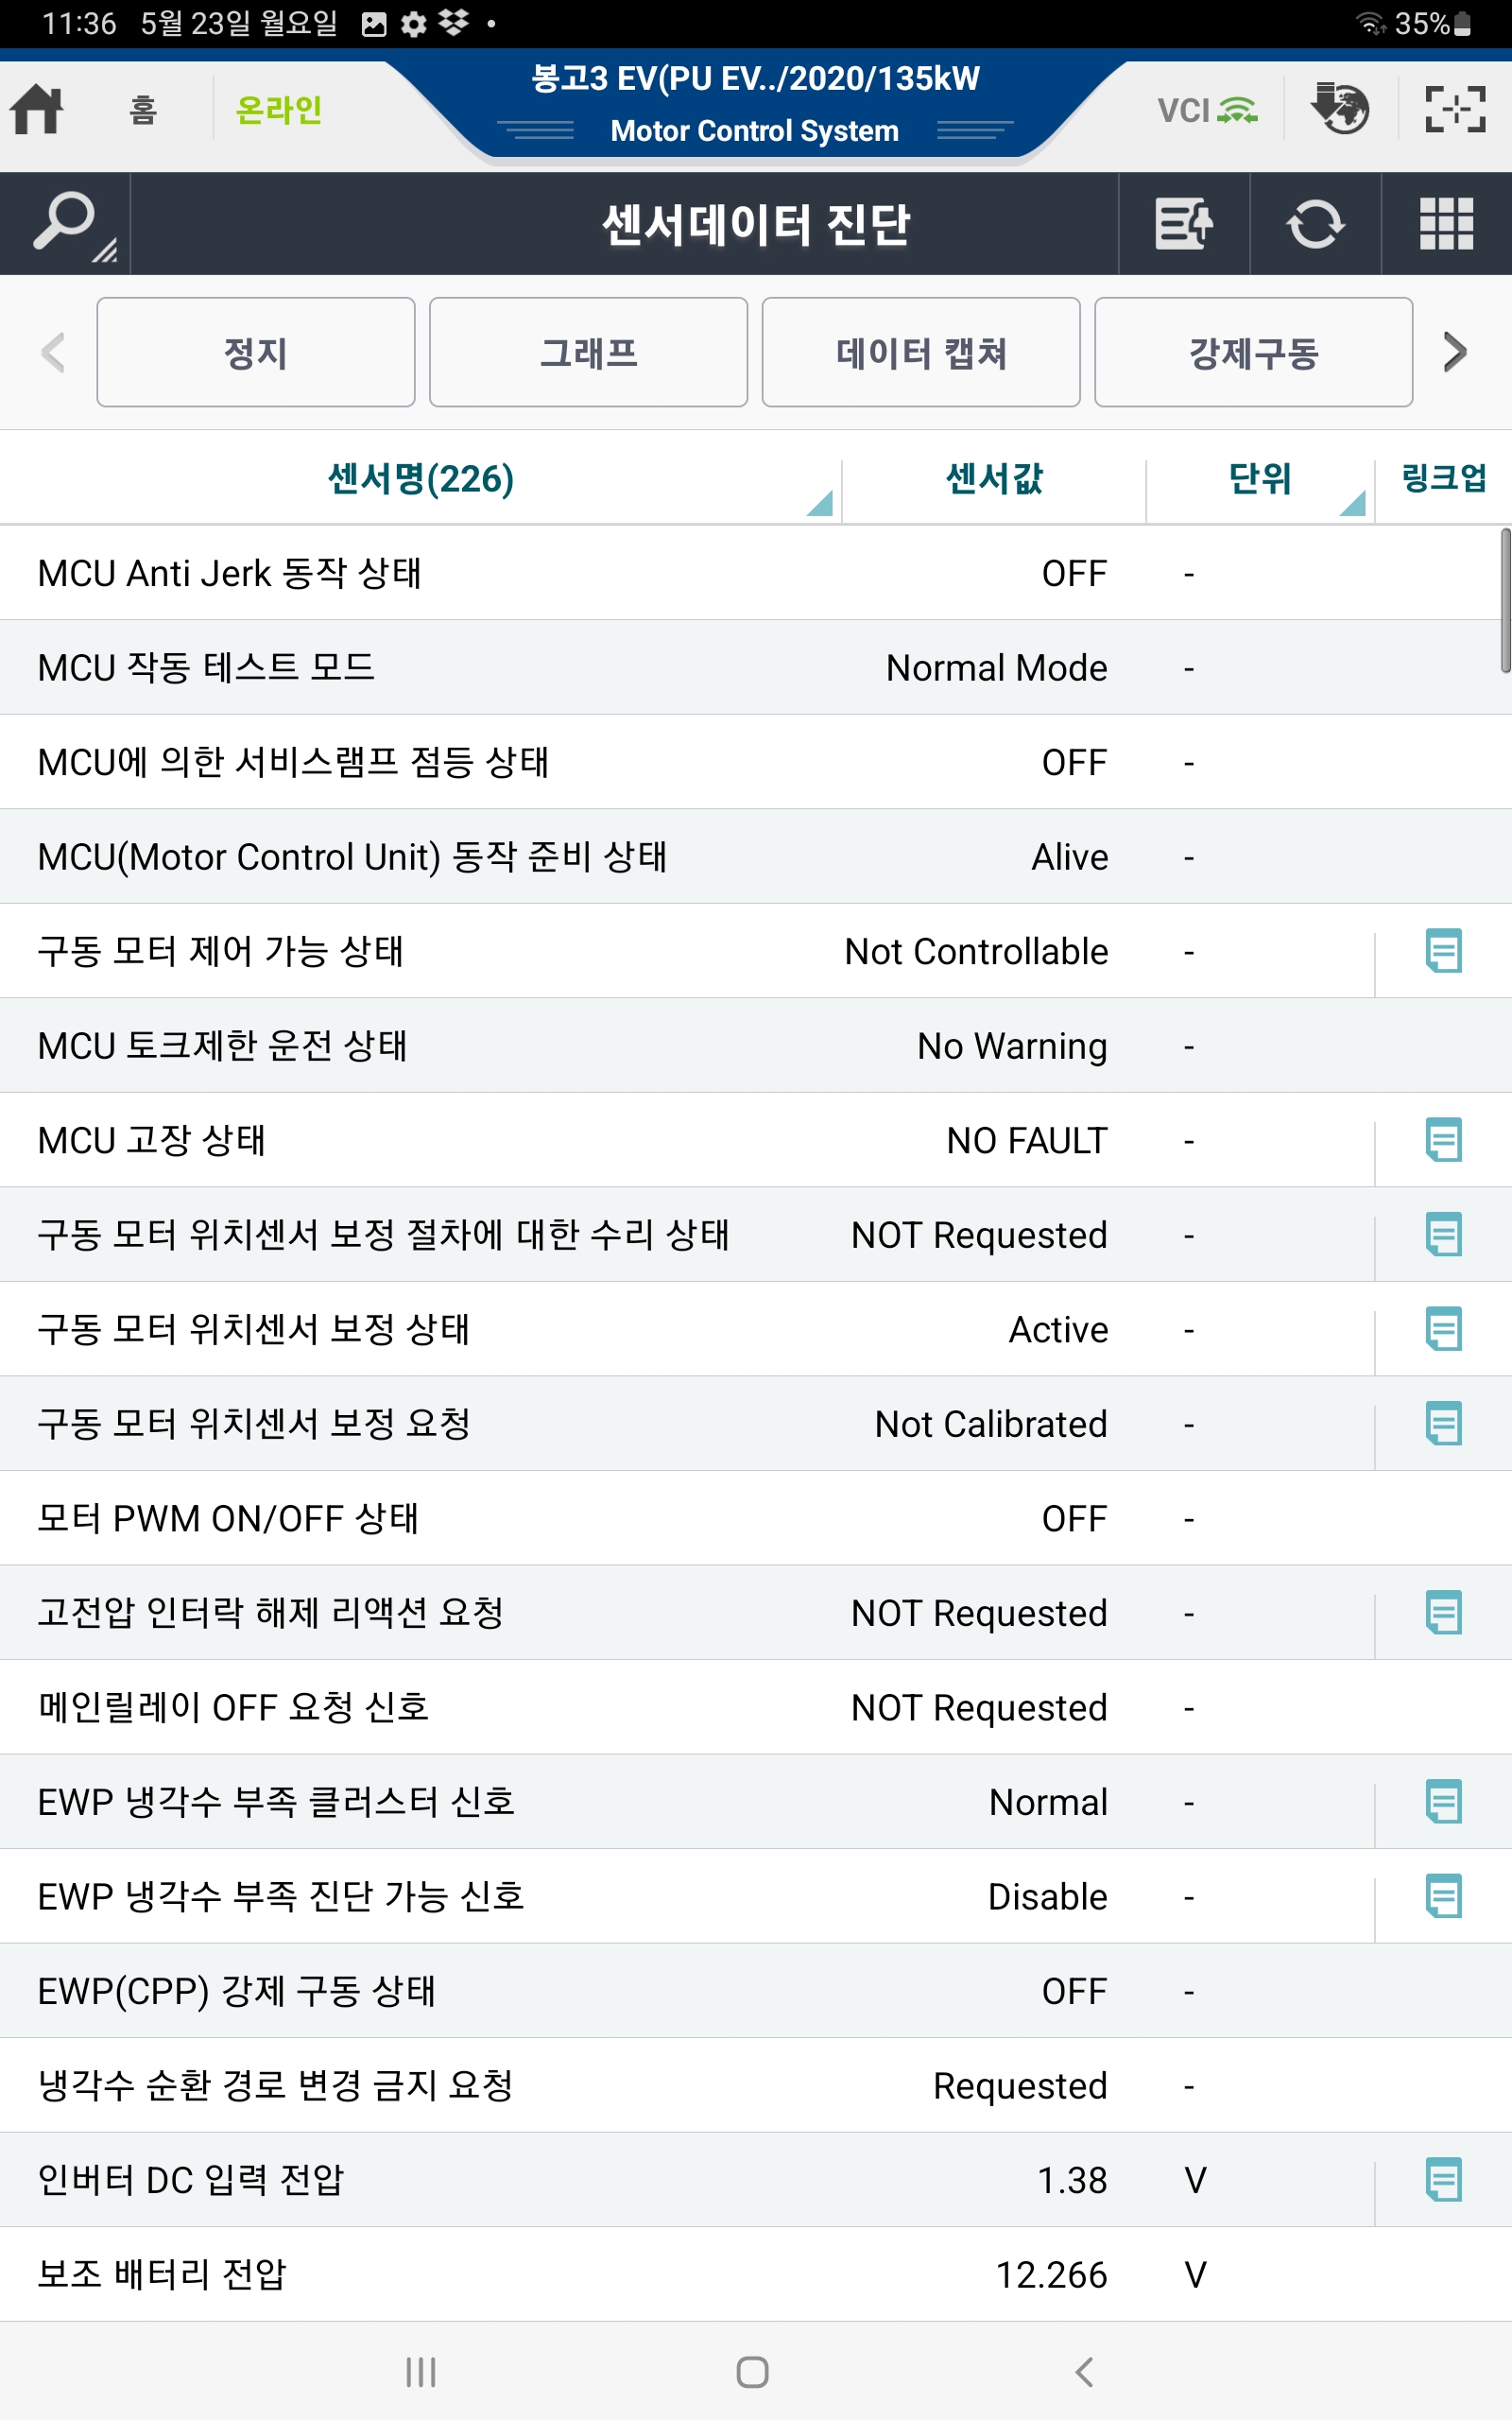 11:36 5월 23일 월요일 35%
봉고3 EV(PU EV../2020/135kW
홈 온라인 VCI
Motor Control System
센서데이터 진단
정지 그래프 데이터 캡쳐 강제구동
센서명(226) 센서값 단위 링크업
MCU Anti Jerk 동작 상태 OFF -
MCU 작동 테스트 모드 Normal Mode -
MCU에 의한 서비스램프 점등 상태 OFF -
MCU(Motor Control Unit) 동작 준비 상태 Alive -
구동 모터 제어 가능 상태 Not Controllable -
MCU 토크제한 운전 상태 No Warning -
MCU 고장 상태 NO FAULT -
구동 모터 위치센서 보정 절차에 대한 수리 상태 NOT Requested -
구동 모터 위치센서 보정 상태 Active -
구동 모터 위치센서 보정 요청 Not Calibrated -
모터 PWM ON/OFF 상태 OFF -
고전압 인터락 해제 리액션 요청 NOT Requested -
메인릴레이 OFF 요청 신호 NOT Requested -
EWP 냉각수 부족 클러스터 신호 Normal -
EWP 냉각수 부족 진단 가능 신호 Disable -
EWP(CPP) 강제 구동 상태 OFF -
냉각수 순환 경로 변경 금지 요청 Requested -
인버터 DC 입력 전압 1.38 V
보조 배터리 전압 12.266 V